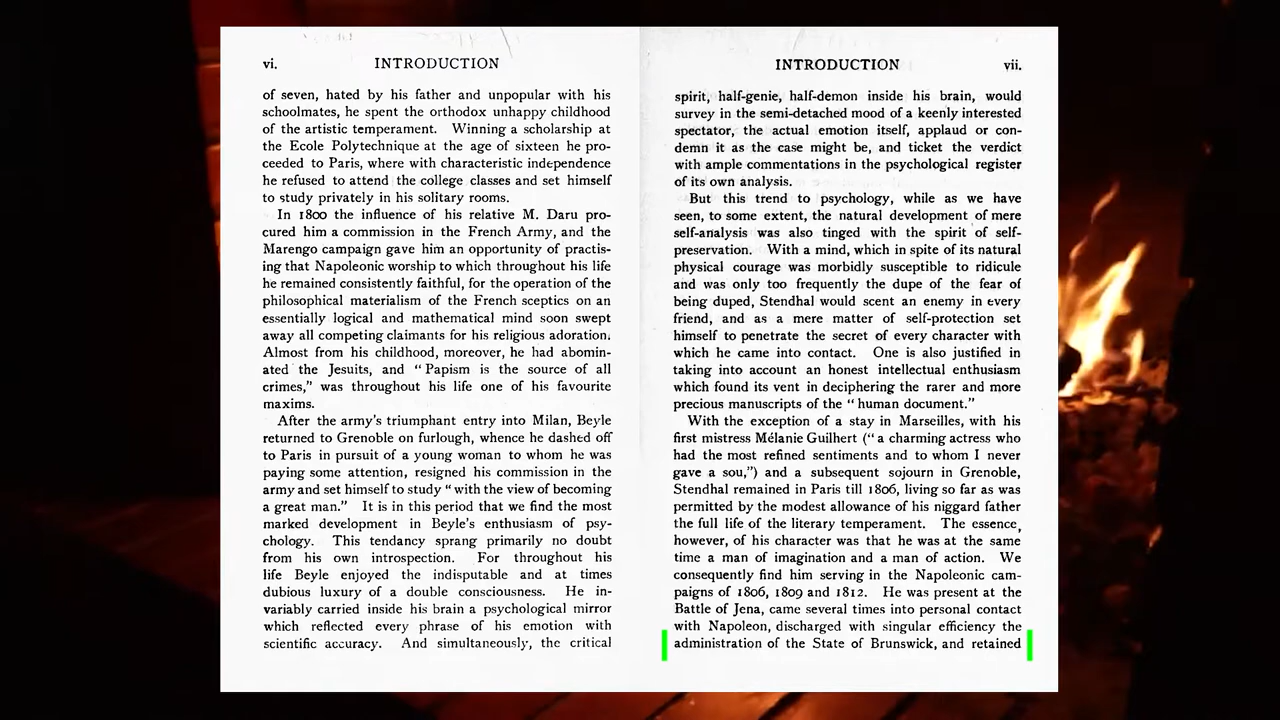 vi.
INTRODUCTION
of seven, hated by his father and unpopular with his
schoolmates, he spent the orthodox unhappy childhood
of the artistic temperament. Winning a scholarship at
the Ecole Polytechnique at the age of sixteen he pro-
ceeded to Paris, where with characteristic independence
he refused to attend the college classes and set himself
to study privately in his solitary rooms.
In 1800 the influence of his relative M. Daru pro-
cured him a commission in the French Army, and the
Marengo campaign gave him an opportunity of practis-
ing that Napoleonic worship to which throughout his life
he remained consistently faithful, for the operation of the
philosophical materialism of the French sceptics on an
essentially logical and mathematical mind soon swept
away all competing claimants for his religious adoration.
Almost from his childhood, moreover, he had abomin-
ated the Jesuits, and “Papism is the source of all
crimes,” was throughout his life one of his favourite
maxims.
After the army's triumphant entry into Milan, Beyle
returned to Grenoble on furlough, whence he dashed off
to Paris in pursuit of a young woman to whom he was
paying some attention, resigned his commission in the
army and set himself to study “with the view of becoming
a great man.” It is in this period that we find the most
marked development in Beyle's enthusiasm of psy-
chology. This tendency sprang primarily no doubt
from his own introspection. For throughout his
life Beyle enjoyed the indisputable and at times
dubious luxury of a double consciousness. He in-
variably carried inside his brain a psychological mirror
which reflected every phrase of his emotion with
scientific accuracy. And simultaneously, the critical
INTRODUCTION
vii.
spirit, half-genie, half-demon inside his brain, would
survey in the semi-detached mood of a keenly interested
spectator, the actual emotion itself, applaud or con-
demn it as the case might be, and ticket the verdict
with ample commentations in the psychological register
of its own analysis.
But this trend to psychology, while as we have
seen, to some extent, the natural development of mere
self-analysis was also tinged with the spirit of self-
preservation. With a mind, which in spite of its natural
physical courage was morbidly susceptible to ridicule
and was only too frequently the dupe of the fear of
being duped, Stendhal would scent an enemy in every
friend, and as a mere matter of self-protection set
himself to penetrate the secret of every character with
which he came into contact. One is also justified in
taking into account an honest intellectual enthusiasm
which found its vent in deciphering the rarer and more
precious manuscripts of the “human document.”
With the exception of a stay in Marseilles, with his
first mistress Mélanie Guilhert (“a charming actress who
had the most refined sentiments and to whom I never
gave a sou,”) and a subsequent sojourn in Grenoble,
Stendhal remained in Paris till 1806, living so far as was
permitted by the modest allowance of his niggard father
the full life of the literary temperament. The essence,
however, of his character was that he was at the same
time a man of imagination and a man of action. We
consequently find him serving in the Napoleonic cam-
paigns of 1806, 1809 and 1812. He was present at the
Battle of Jena, came several times into personal contact
with Napoleon, discharged with singular efficiency the
administration of the State of Brunswick, and retained